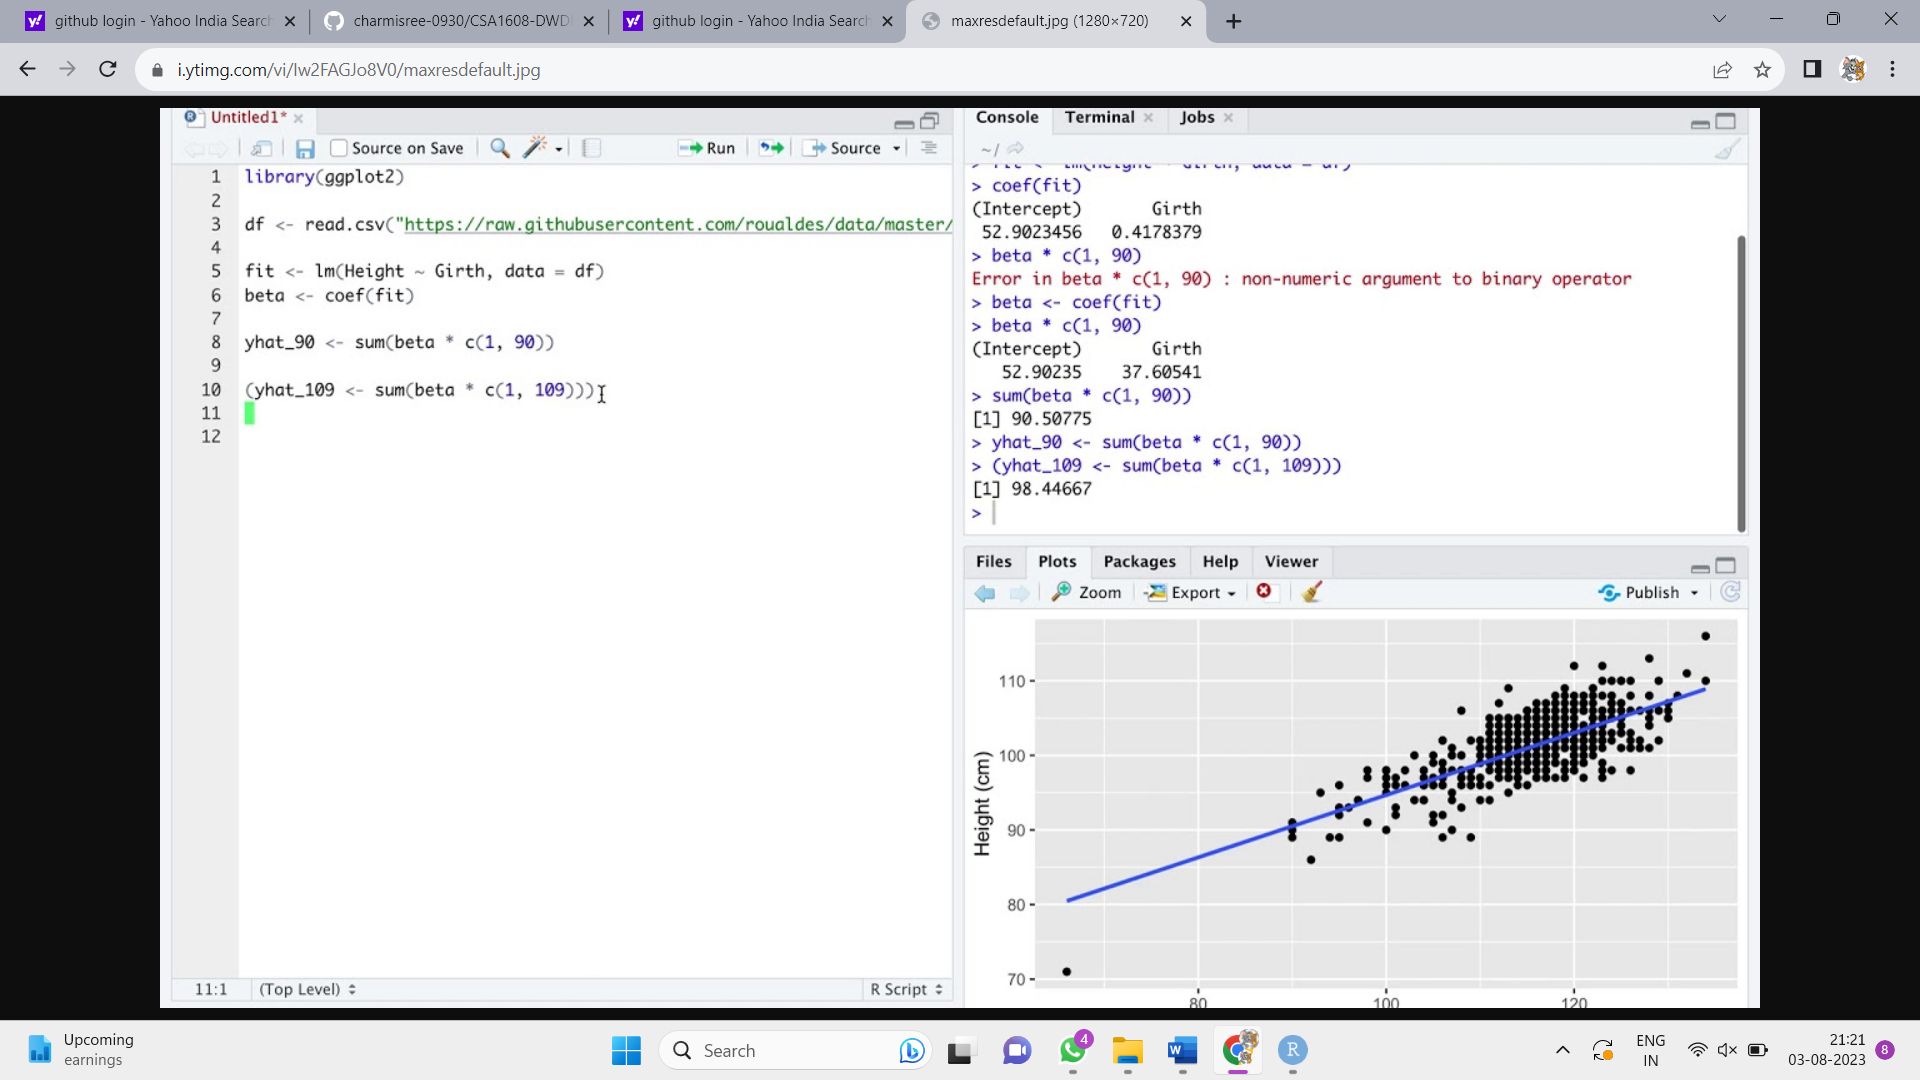 github login - Yahoo India Search
charmisree-0930/CSA1608-DWD
github login - Yahoo India Search
maxresdefault.jpg (1280×720)
i.ytimg.com/vi/Iw2FAGJo8V0/maxresdefault.jpg
Untitled1*
Source on Save
Run
Source
1 library(ggplot2)
2
3 df <- read.csv("https://raw.githubusercontent.com/roualdes/data/master/
4
5 fit <- lm(Height ~ Girth, data = df)
6 beta <- coef(fit)
7
8 yhat_90 <- sum(beta * c(1, 90))
9
10 (yhat_109 <- sum(beta * c(1, 109)))
11
12
11:1 (Top Level)
R Script
Console Terminal Jobs
~/
> fit <- lm(Height ~ Girth, data = df)
> coef(fit)
(Intercept) Girth
52.9023456 0.4178379
> beta * c(1, 90)
Error in beta * c(1, 90) : non-numeric argument to binary operator
> beta <- coef(fit)
> beta * c(1, 90)
(Intercept) Girth
52.90235 37.60541
> sum(beta * c(1, 90))
[1] 90.50775
> yhat_90 <- sum(beta * c(1, 90))
> (yhat_109 <- sum(beta * c(1, 109)))
[1] 98.44667
>
Files Plots Packages Help Viewer
Zoom Export Publish
110
100
90
80
70
Height (cm)
80 100 120
Upcoming
earnings
Search
4
ENG
IN
21:21
03-08-2023
8